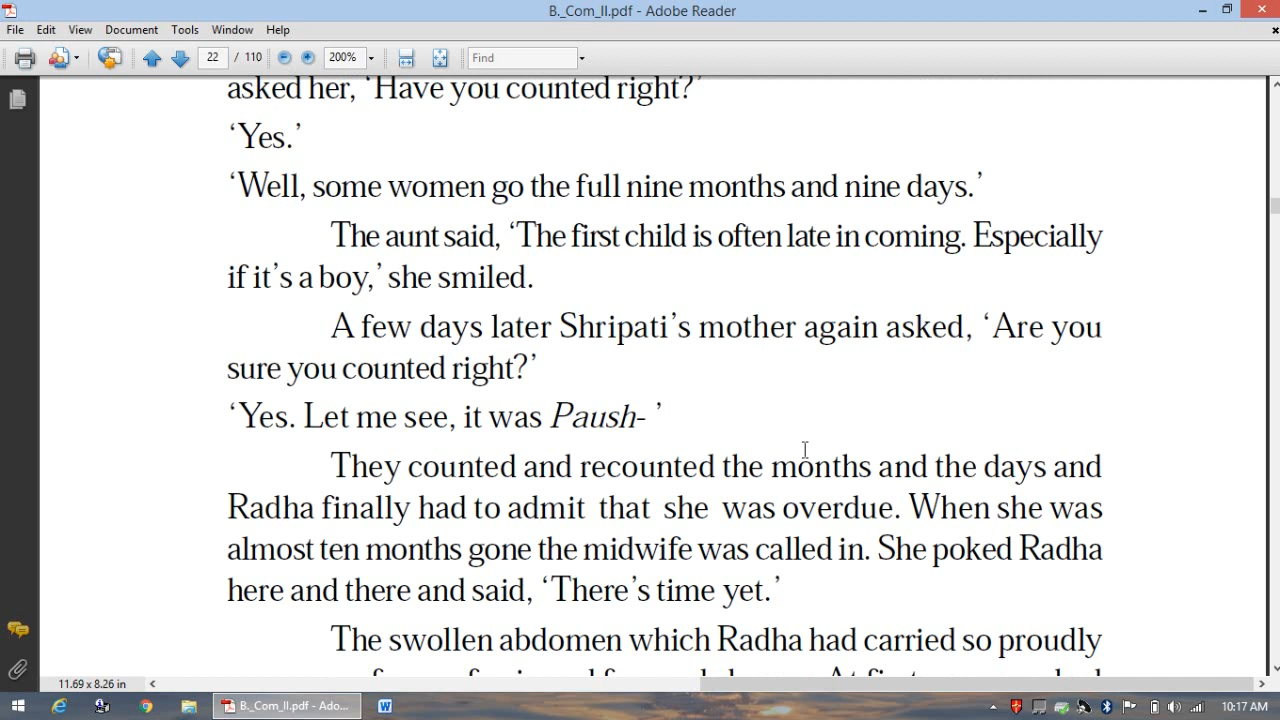 B._Com_II.pdf - Adobe Reader
File Edit View Document Tools Window Help
22 / 110 200% Find
asked her, ‘Have you counted right?’
‘Yes.’
‘Well, some women go the full nine months and nine days.’
The aunt said, ‘The first child is often late in coming. Especially
if it’s a boy,’ she smiled.
A few days later Shripati’s mother again asked, ‘Are you
sure you counted right?’
‘Yes. Let me see, it was Paush- ’
They counted and recounted the months and the days and
Radha finally had to admit that she was overdue. When she was
almost ten months gone the midwife was called in. She poked Radha
here and there and said, ‘There’s time yet.’
The swollen abdomen which Radha had carried so proudly
11.69 x 8.26 in
B._Com_II.pdf - Ado...
10:17 AM